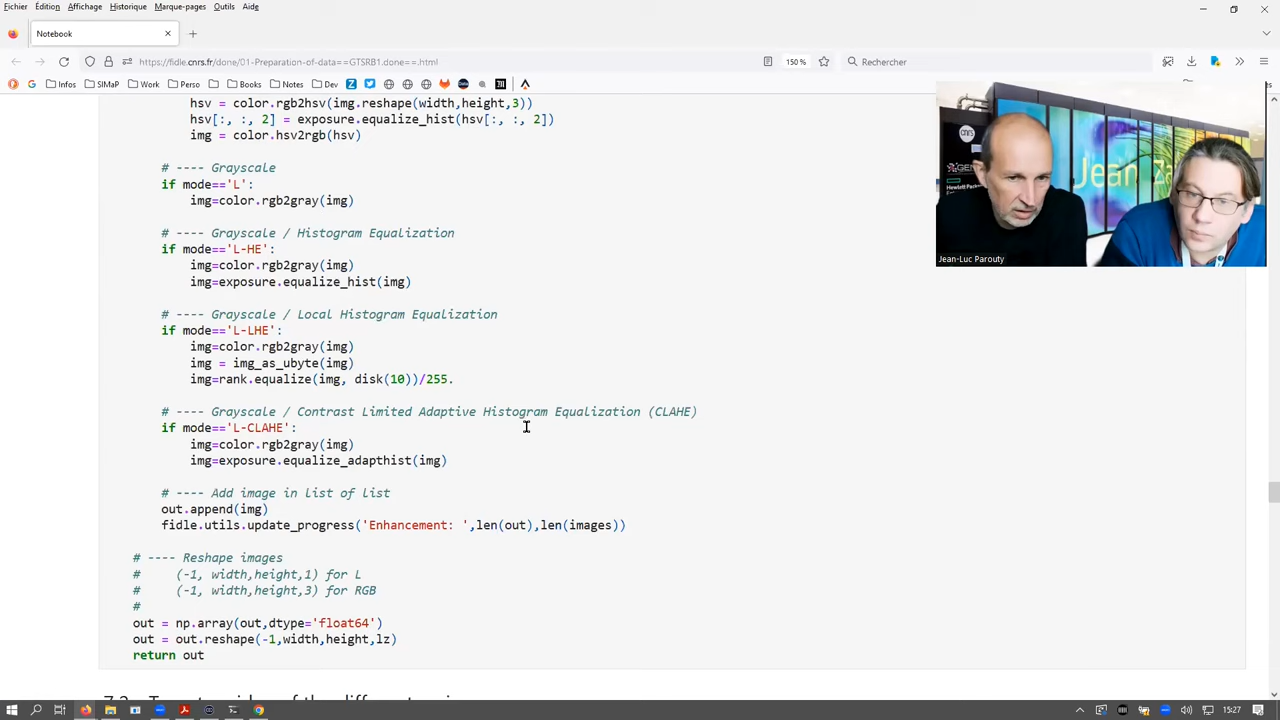 Fichier Édition Affichage Historique Marque-pages Outils Aide
Notebook
https://fidle.cnrs.fr/done/01-Preparation-of-data==GTSRB1.done==.html
150 %
Rechercher
Infos SIMaP Work Perso Books Notes Dev
hsv = color.rgb2hsv(img.reshape(width,height,3))
hsv[:, :, 2] = exposure.equalize_hist(hsv[:, :, 2])
img = color.hsv2rgb(hsv)
# ---- Grayscale
if mode=='L':
img=color.rgb2gray(img)
# ---- Grayscale / Histogram Equalization
if mode=='L-HE':
img=color.rgb2gray(img)
img=exposure.equalize_hist(img)
# ---- Grayscale / Local Histogram Equalization
if mode=='L-LHE':
img=color.rgb2gray(img)
img = img_as_ubyte(img)
img=rank.equalize(img, disk(10))/255.
# ---- Grayscale / Contrast Limited Adaptive Histogram Equalization (CLAHE)
if mode=='L-CLAHE':
img=color.rgb2gray(img)
img=exposure.equalize_adapthist(img)
# ---- Add image in list of list
out.append(img)
fidle.utils.update_progress('Enhancement: ',len(out),len(images))
# ---- Reshape images
# (-1, width,height,1) for L
# (-1, width,height,3) for RGB
#
out = np.array(out,dtype='float64')
out = out.reshape(-1,width,height,lz)
return out
cnrs
Hewlett Pack
Jean Za
Jean-Luc Parouty
15:27